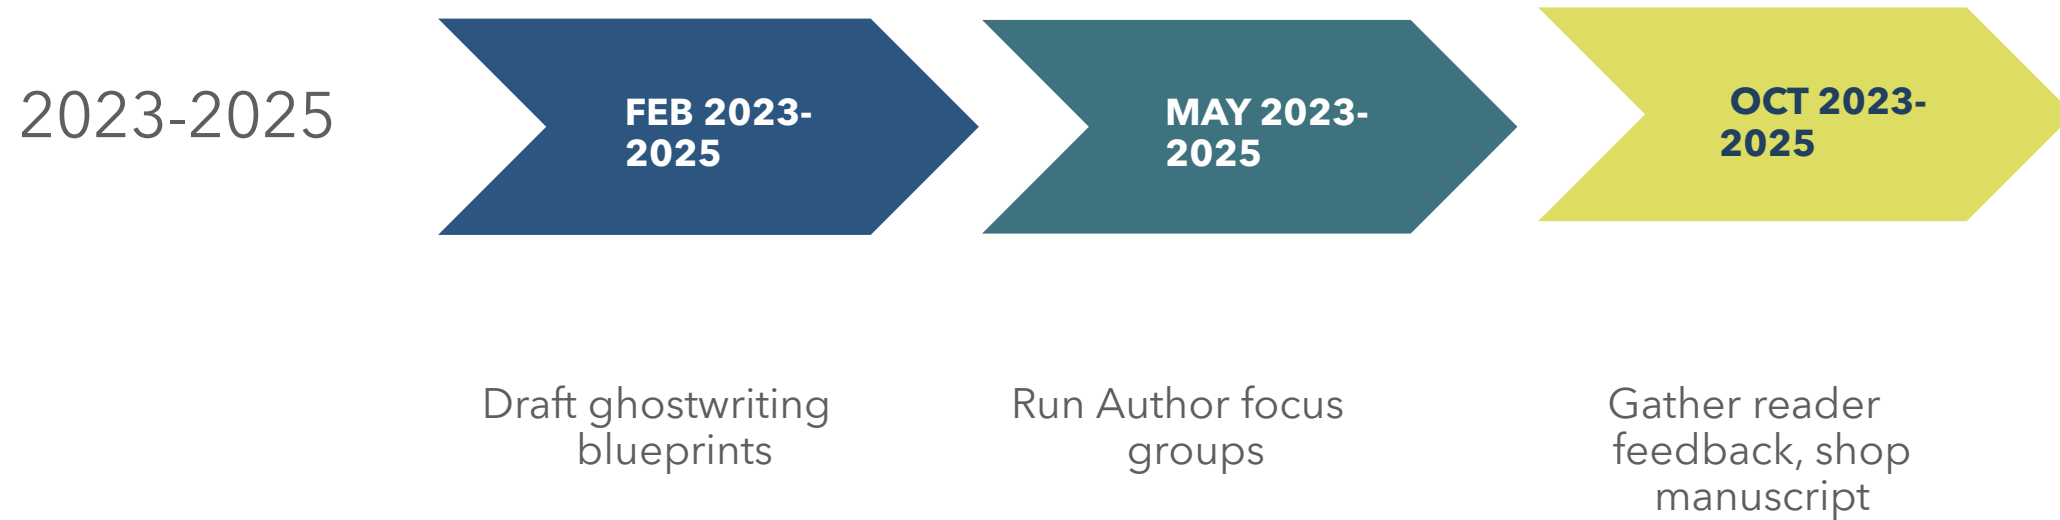 2023-2025
FEB 2023-
2025
MAY 2023-
2025
OCT 2023-
2025
Draft ghostwriting
blueprints
Run Author focus
groups
Gather reader
feedback, shop
manuscript